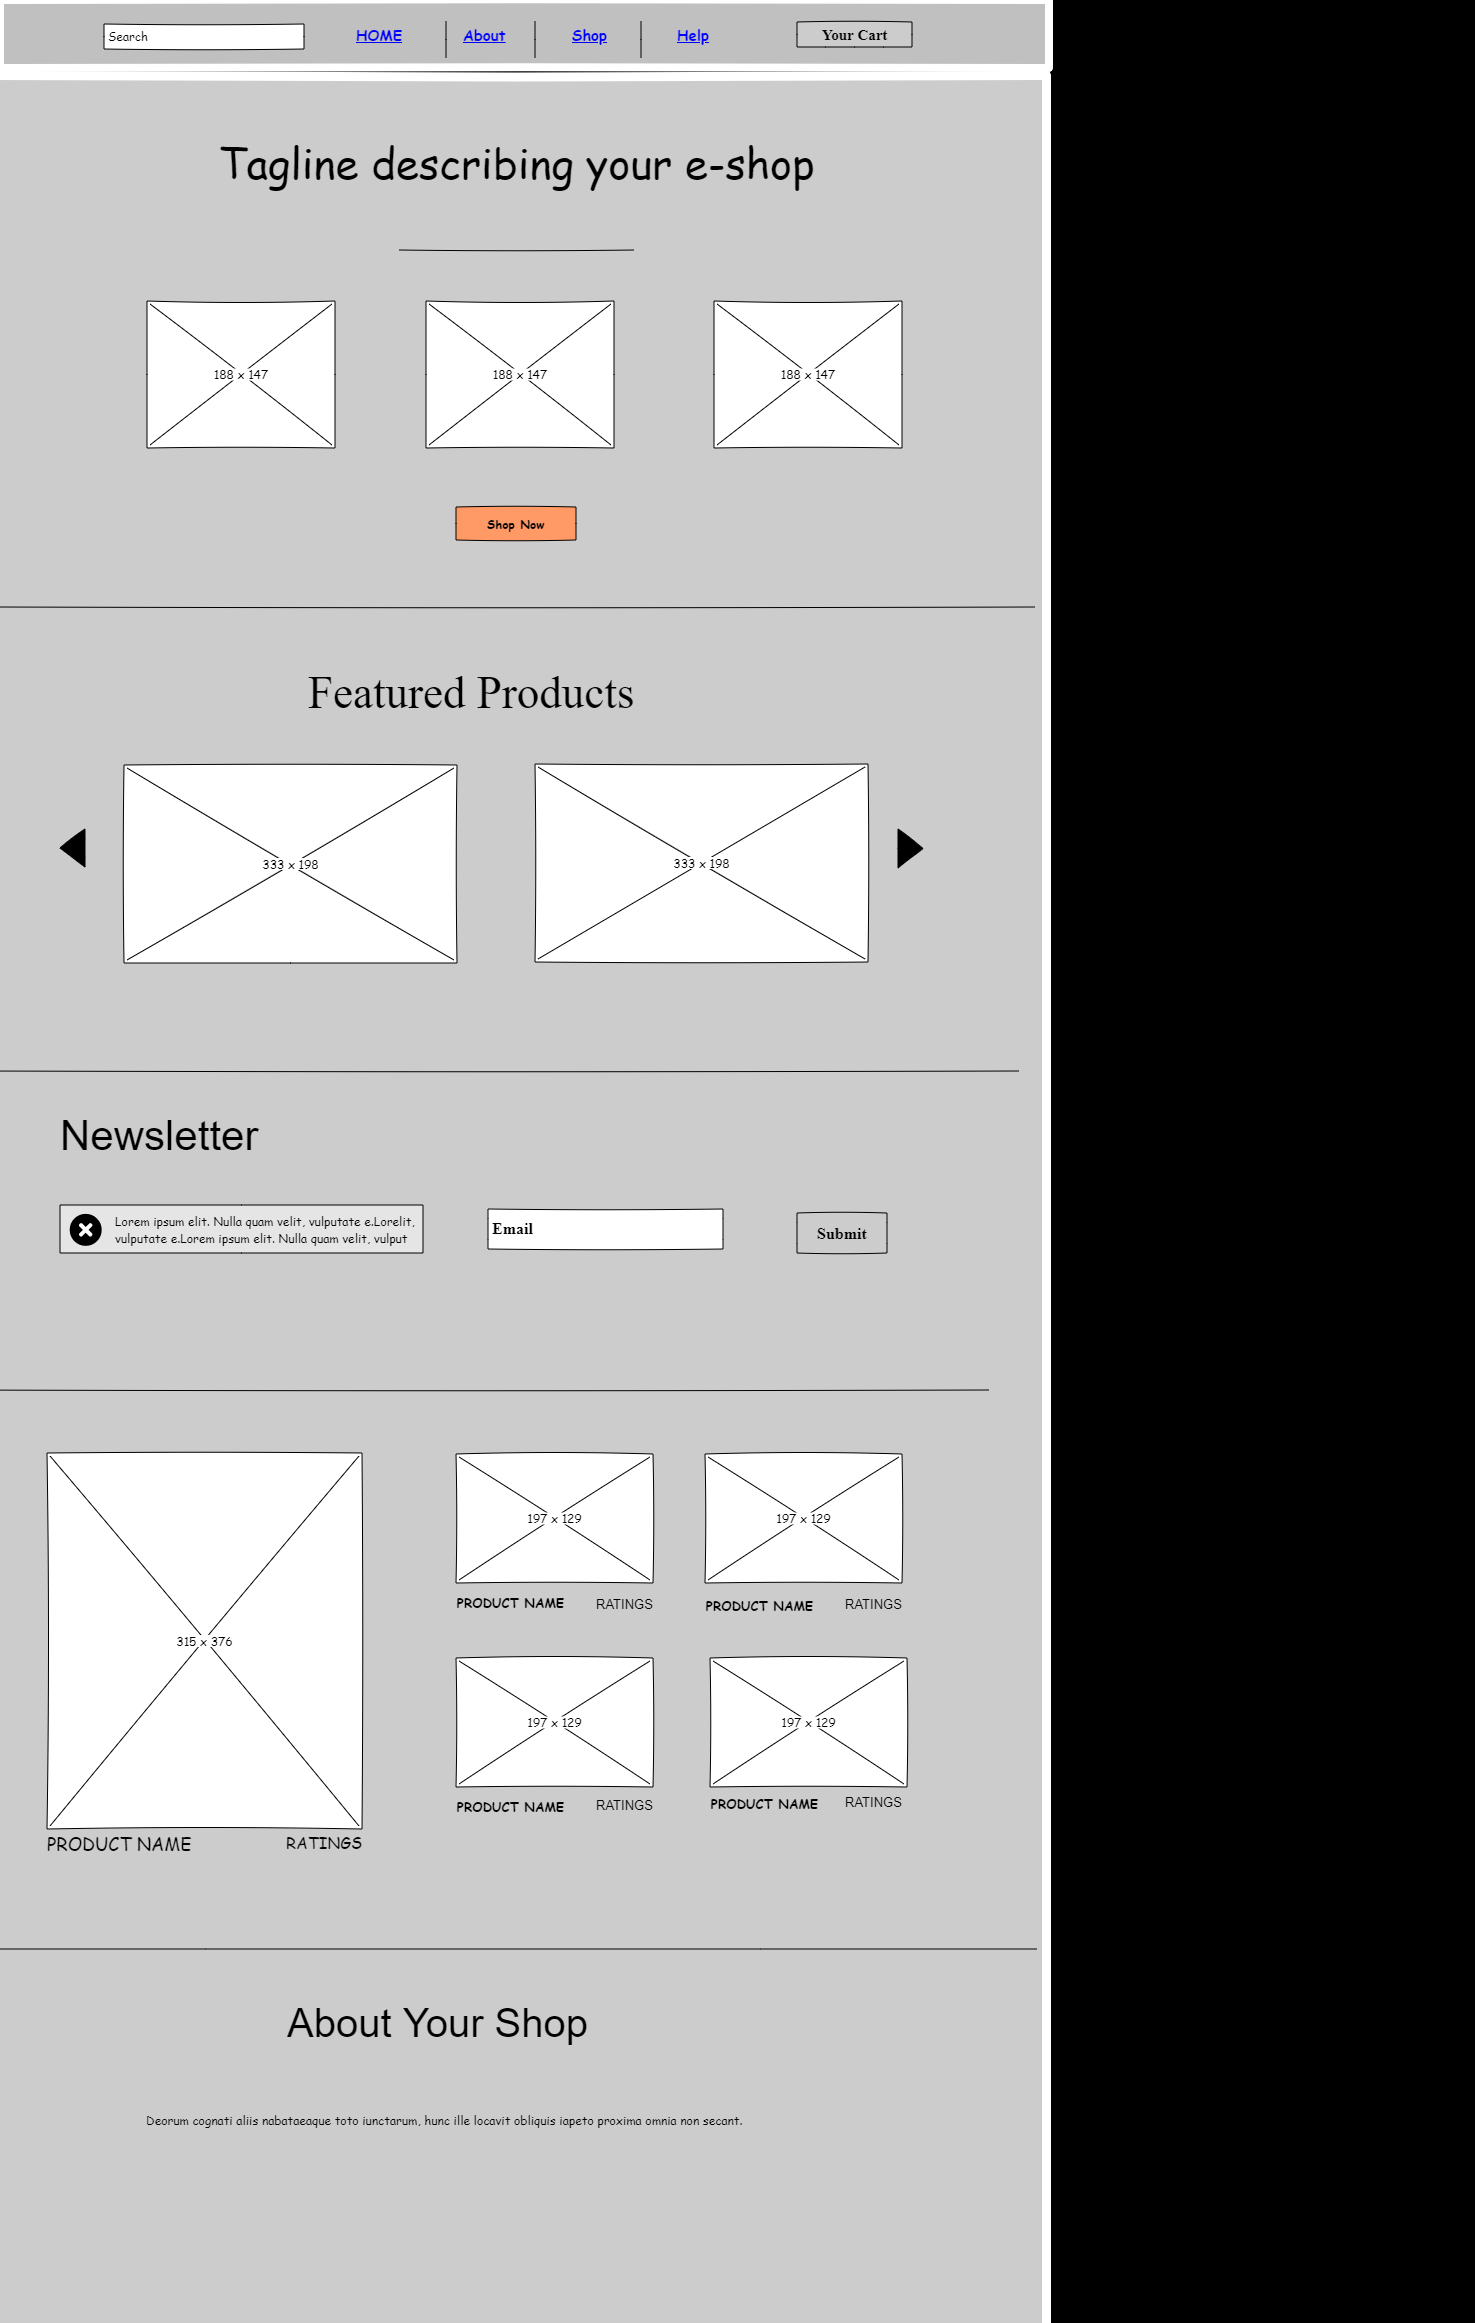 Search
HOME
About
Shop
Help
Your Cart
Tagline describing your e-shop
188 x 147
188 x 147
188 x 147
Shop Now
Featured Products
333 x 198
333 x 198
Newsletter
Lorem ipsum elit. Nulla quam velit, vulputate e.Lorelit,
vulputate e.Lorem ipsum elit. Nulla quam velit, vulput
Email
Submit
315 x 376
PRODUCT NAME
RATINGS
197 x 129
197 x 129
PRODUCT NAME
RATINGS
PRODUCT NAME
RATINGS
197 x 129
197 x 129
PRODUCT NAME
RATINGS
PRODUCT NAME
RATINGS
About Your Shop
Deorum cognati aliis nabataeaque toto iunctarum, hunc ille locavit obliquis iapeto proxima omnia non secant.